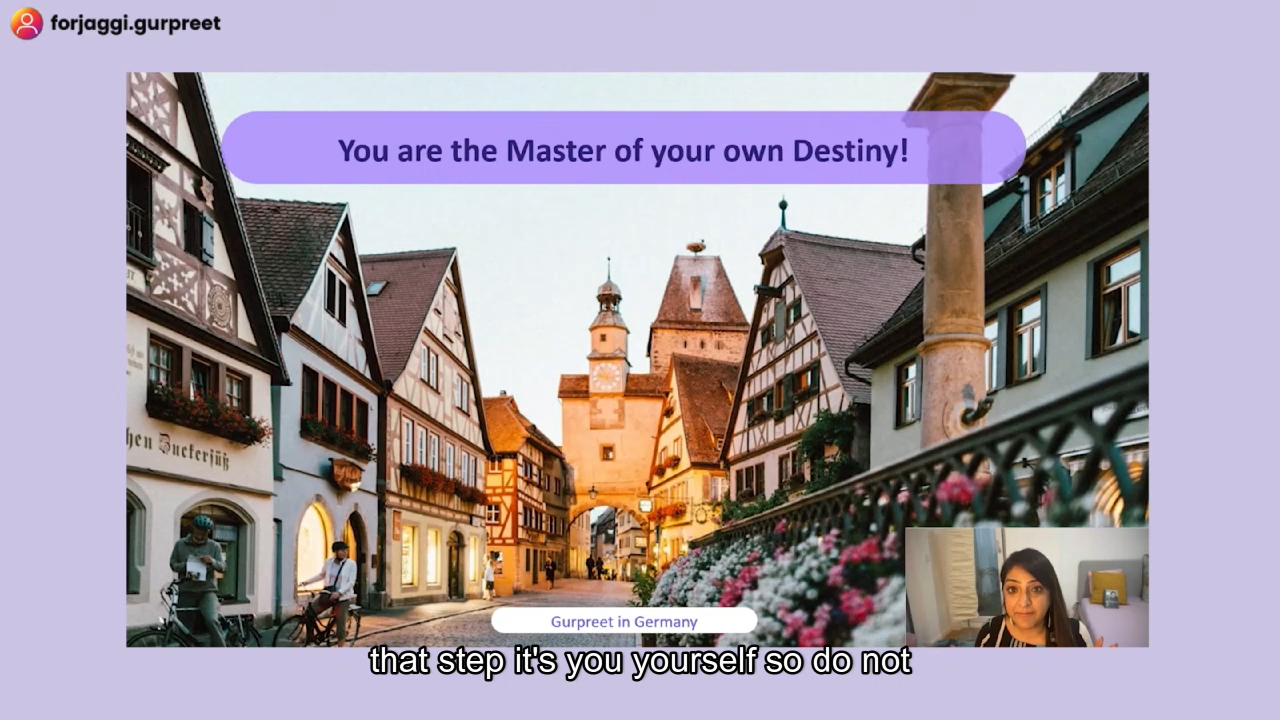 forjaggi.gurpreet
You are the Master of your own Destiny!
hen Zuckersüß
Gurpreet in Germany
that step it's you yourself so do not